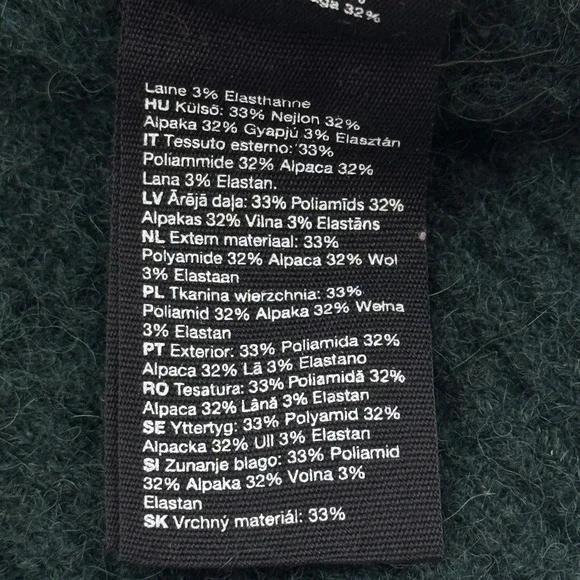 32%
Laine 3% Elasthanne
HU Külső: 33% Nejlon 32%
Alpaka 32% Gyapjú 3% Elasztán
IT Tessuto esterno: 33%
Poliammide 32% Alpaca 32%
Lana 3% Elastan.
LV Ārējā daļa: 33% Poliamīds 32%
Alpakas 32% Vilna 3% Elastāns
NL Extern materiaal: 33%
Polyamide 32% Alpaca 32% Wol
3% Elastaan
PL Tkanina wierzchnia: 33%
Poliamid 32% Alpaka 32% Wełna
3% Elastan
PT Exterior: 33% Poliamida 32%
Alpaca 32% Lã 3% Elastano
RO Tesatura: 33% Poliamidă 32%
Alpaca 32% Lână 3% Elastan
SE Yttertyg: 33% Polyamid 32%
Alpacka 32% Ull 3% Elastan
SI Zunanje blago: 33% Poliamid
32% Alpaka 32% Volna 3%
Elastan
SK Vrchný materiál: 33%